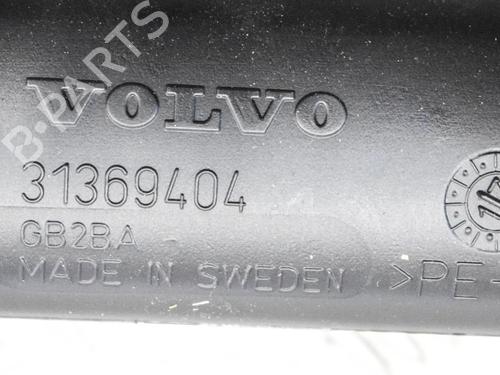 B-PARTS
VOLVO
31369404
GB2BA
MADE IN SWEDEN
>PE-